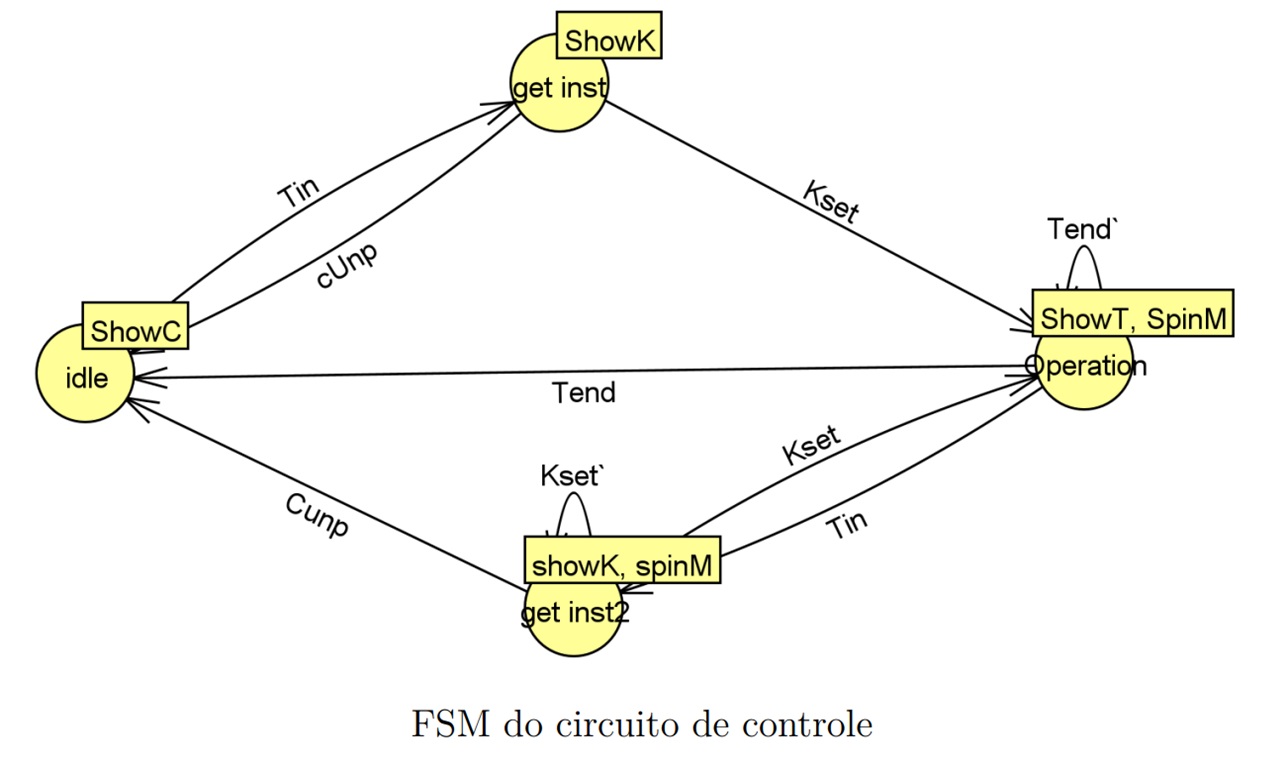 ShowK
get inst
Tin
Kset
cUnp
Tend`
ShowC
ShowT, SpinM
idle
Operation
Tend
Kset
Kset`
Cunp
Tin
showK, spinM
get inst2
FSM do circuito de controle